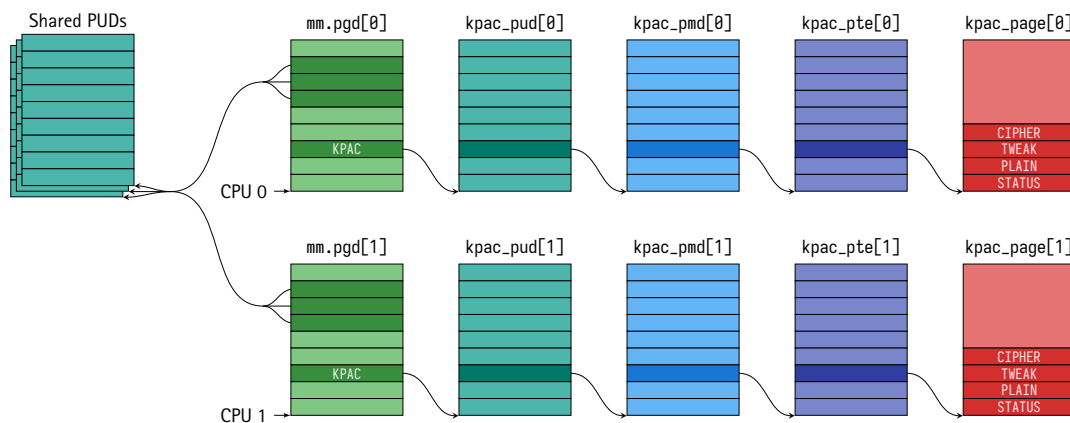 Shared PUDs
mm.pgd[0]
kpac_pud[0]
kpac_pmd[0]
kpac_pte[0]
kpac_page[0]
CIPHER
KPAC
TWEAK
PLAIN
CPU 0
STATUS
mm.pgd[1]
kpac_pud[1]
kpac_pmd[1]
kpac_pte[1]
kpac_page[1]
CIPHER
KPAC
TWEAK
PLAIN
CPU 1
STATUS